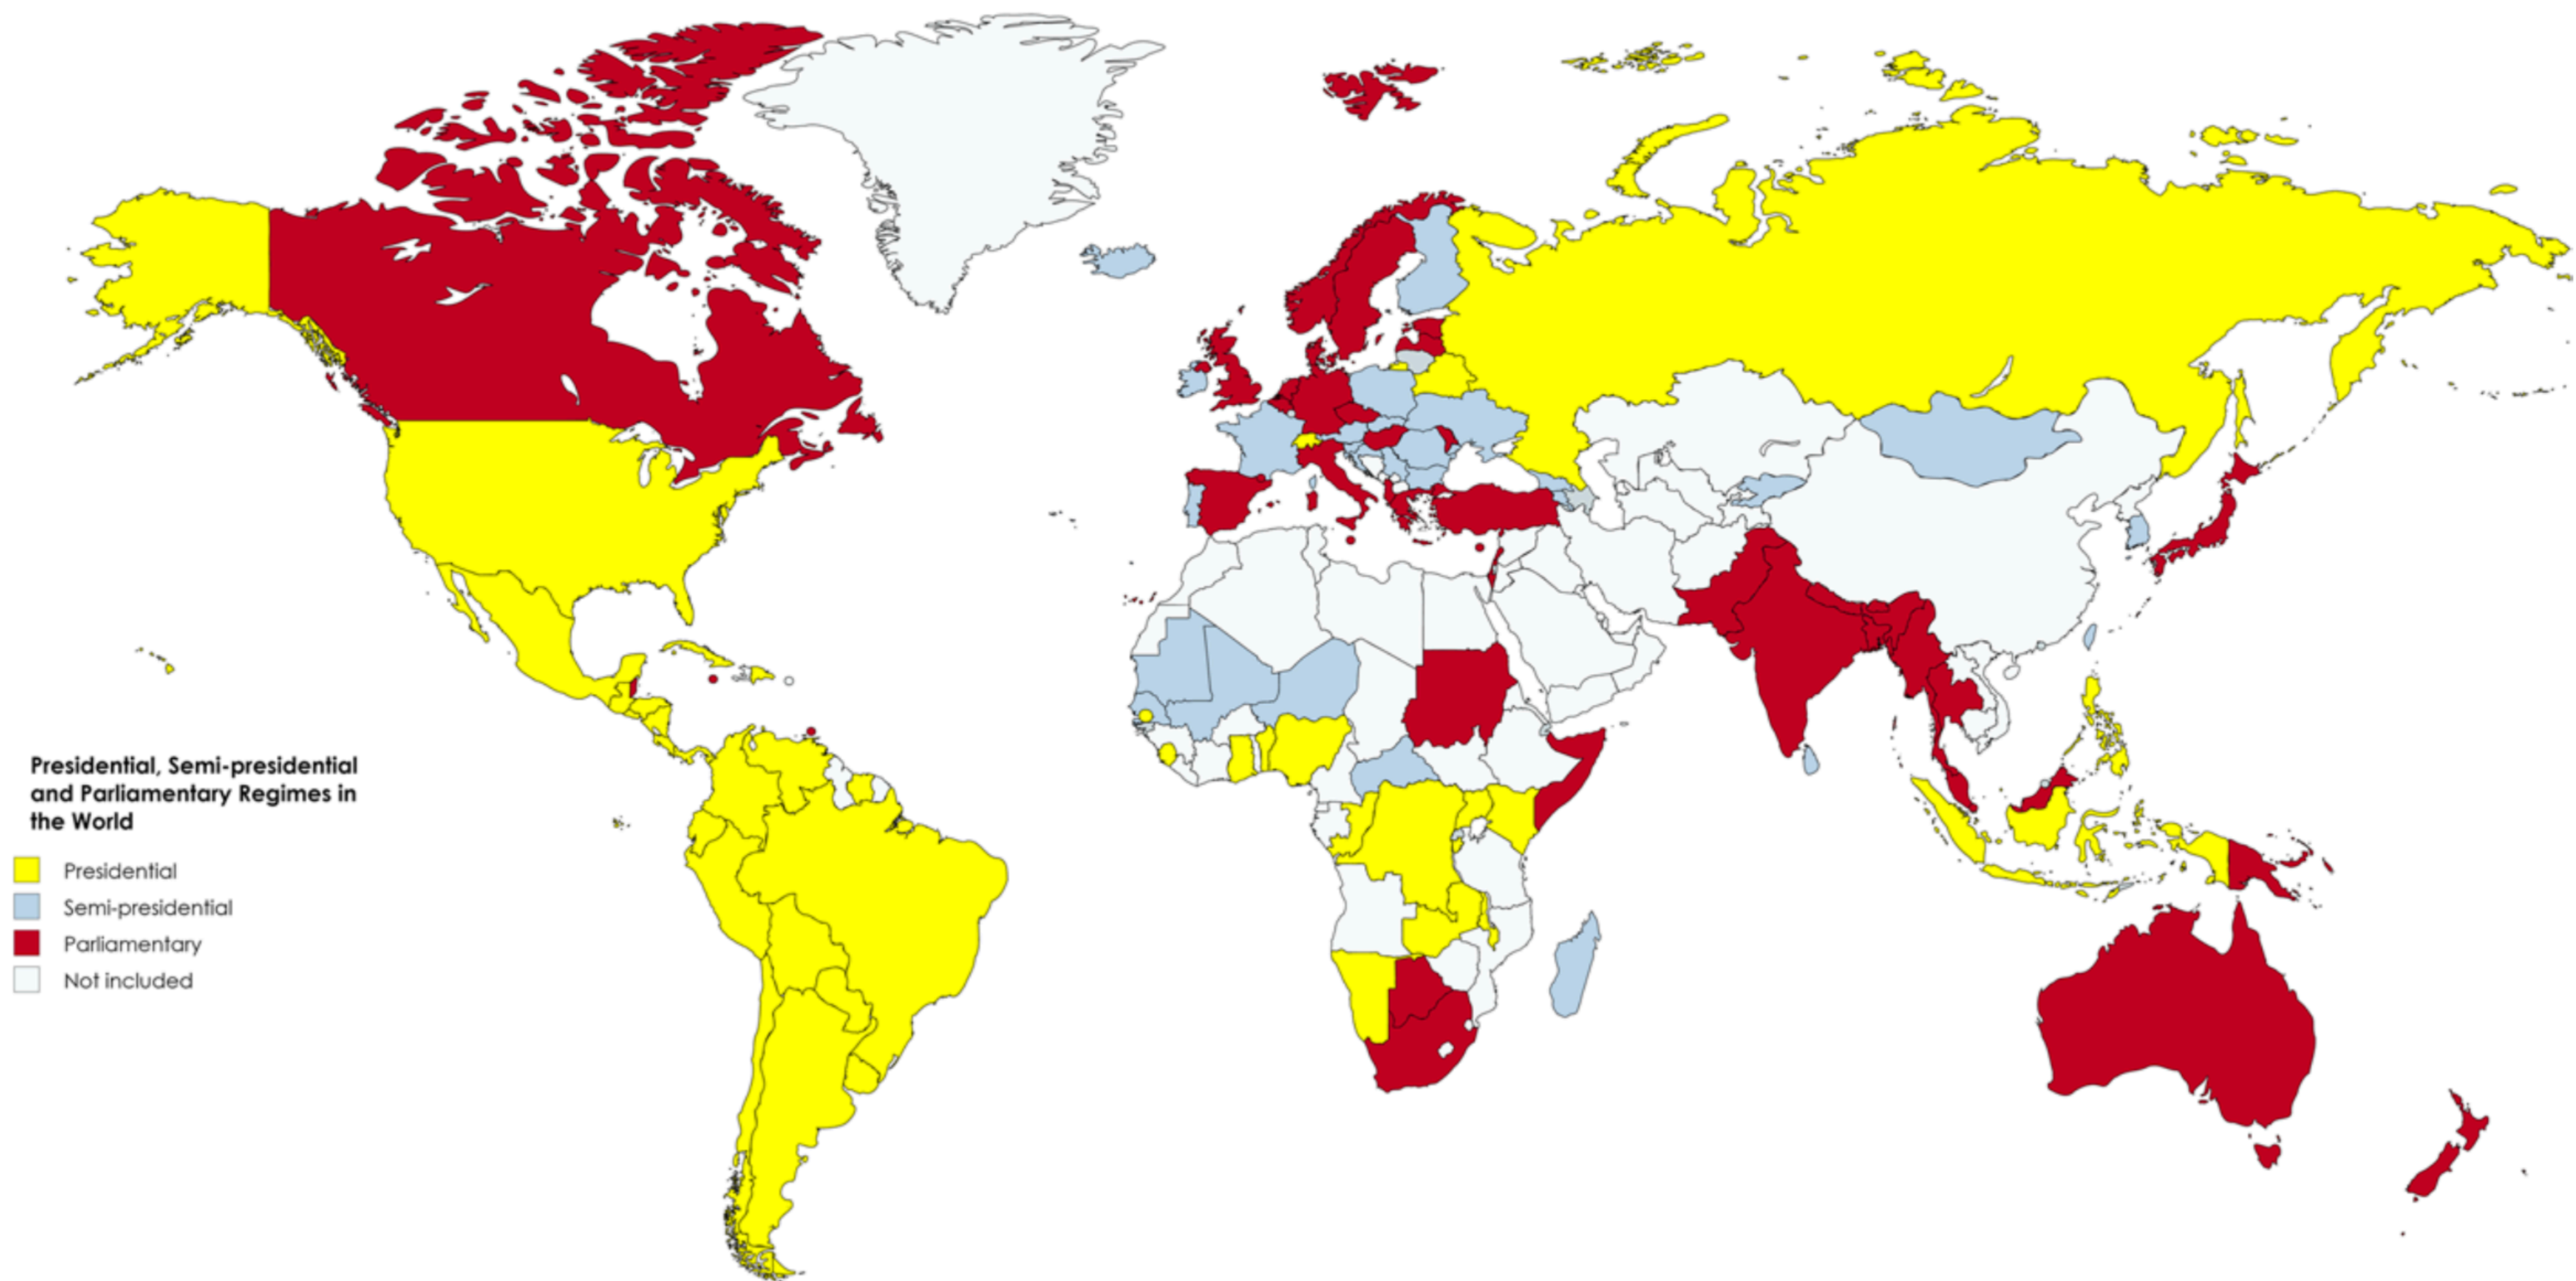 Presidential, Semi-presidential
and Parliamentary Regimes in
the World
Presidential
Semi-presidential
Parliamentary
Not included